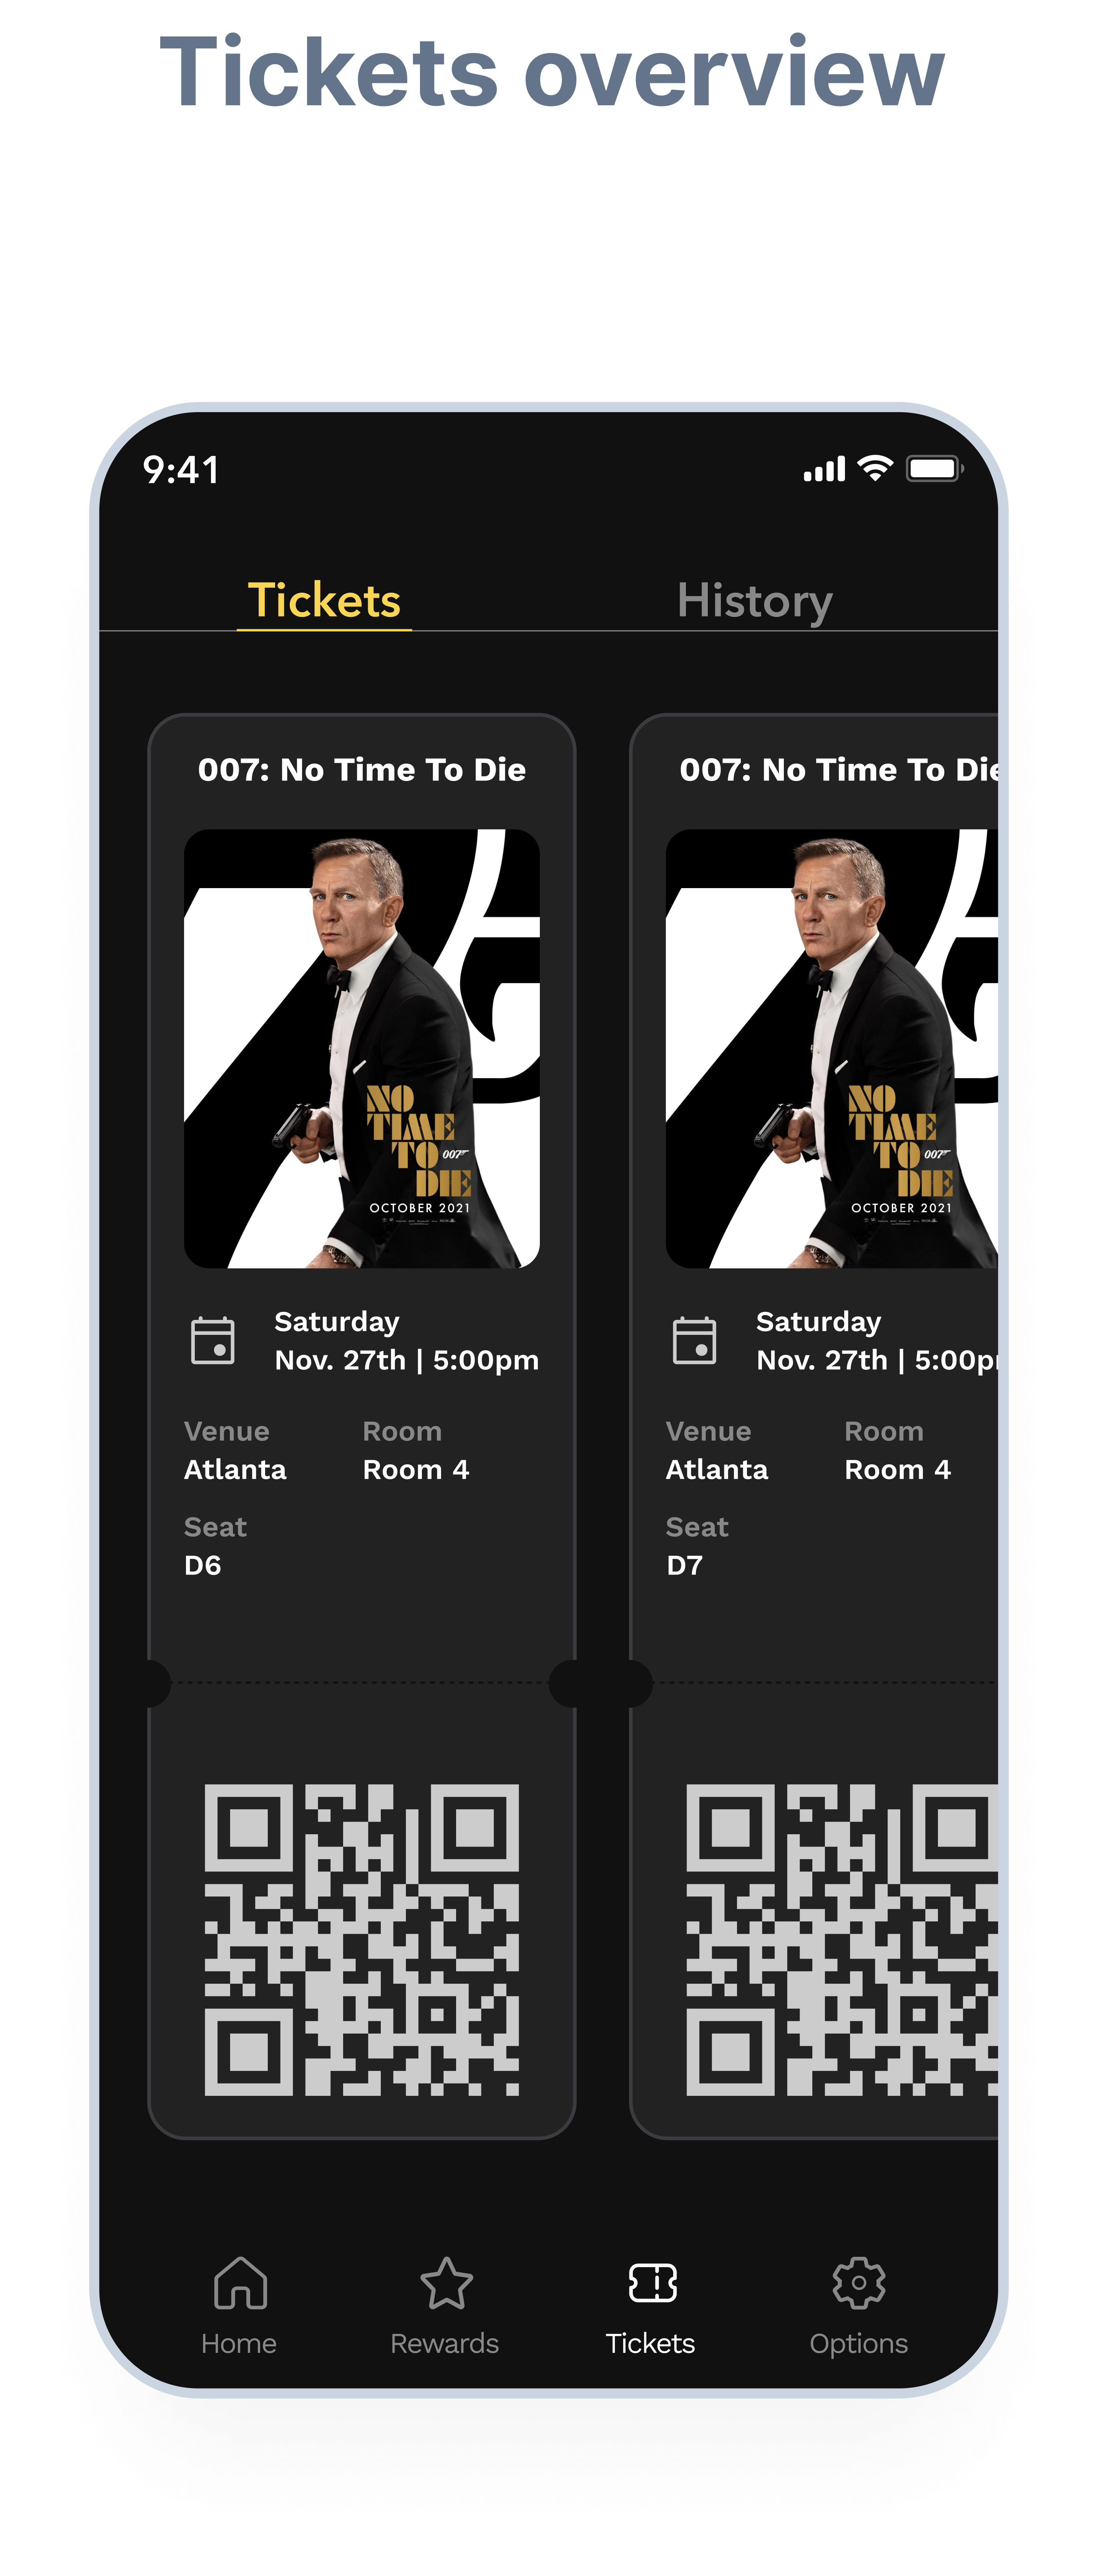 Tickets overview
9:41
Tickets
History
007: No Time To Die
NO
TIME
TO 007
DIE
OCTOBER 2021
Saturday
Nov. 27th | 5:00pm
Venue Room
Atlanta Room 4
Seat
D6
007: No Time To Die
NO
TIME
TO 007
DIE
OCTOBER 2021
Saturday
Nov. 27th | 5:00p
Venue Room
Atlanta Room 4
Seat
D7
Home
Rewards
Tickets
Options